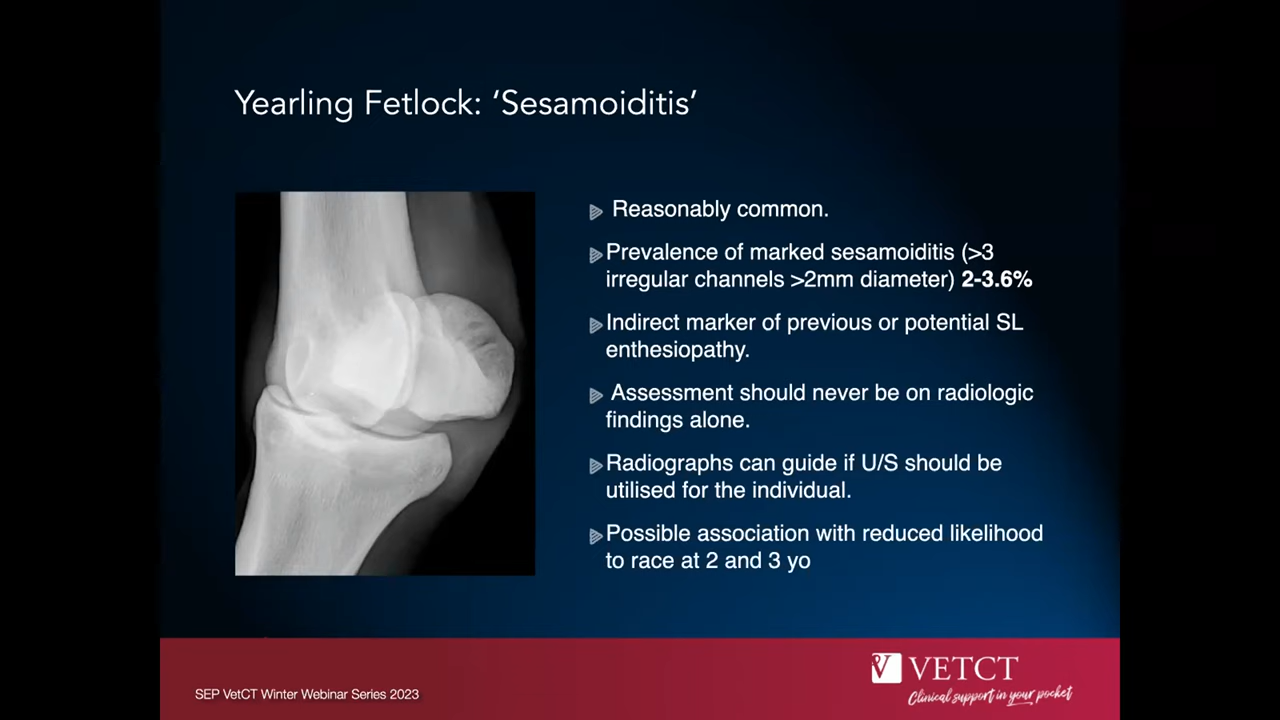 Yearling Fetlock: ‘Sesamoiditis’
Reasonably common.
Prevalence of marked sesamoiditis (>3
irregular channels >2mm diameter) 2-3.6%
Indirect marker of previous or potential SL
enthesiopathy.
Assessment should never be on radiologic
findings alone.
Radiographs can guide if U/S should be
utilised for the individual.
Possible association with reduced likelihood
to race at 2 and 3 yo
SEP VetCT Winter Webinar Series 2023
VETCT
Clinical support in your pocket